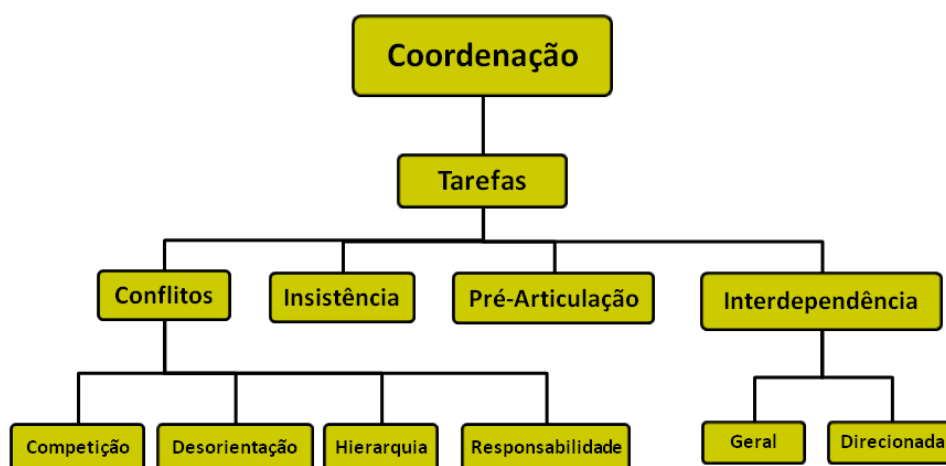 Coordenação
Tarefas
Conflitos
Insistência
Pré-Articulação
Interdependência
Competição
Desorientação
Hierarquia
Responsabilidade
Geral
Direcionada